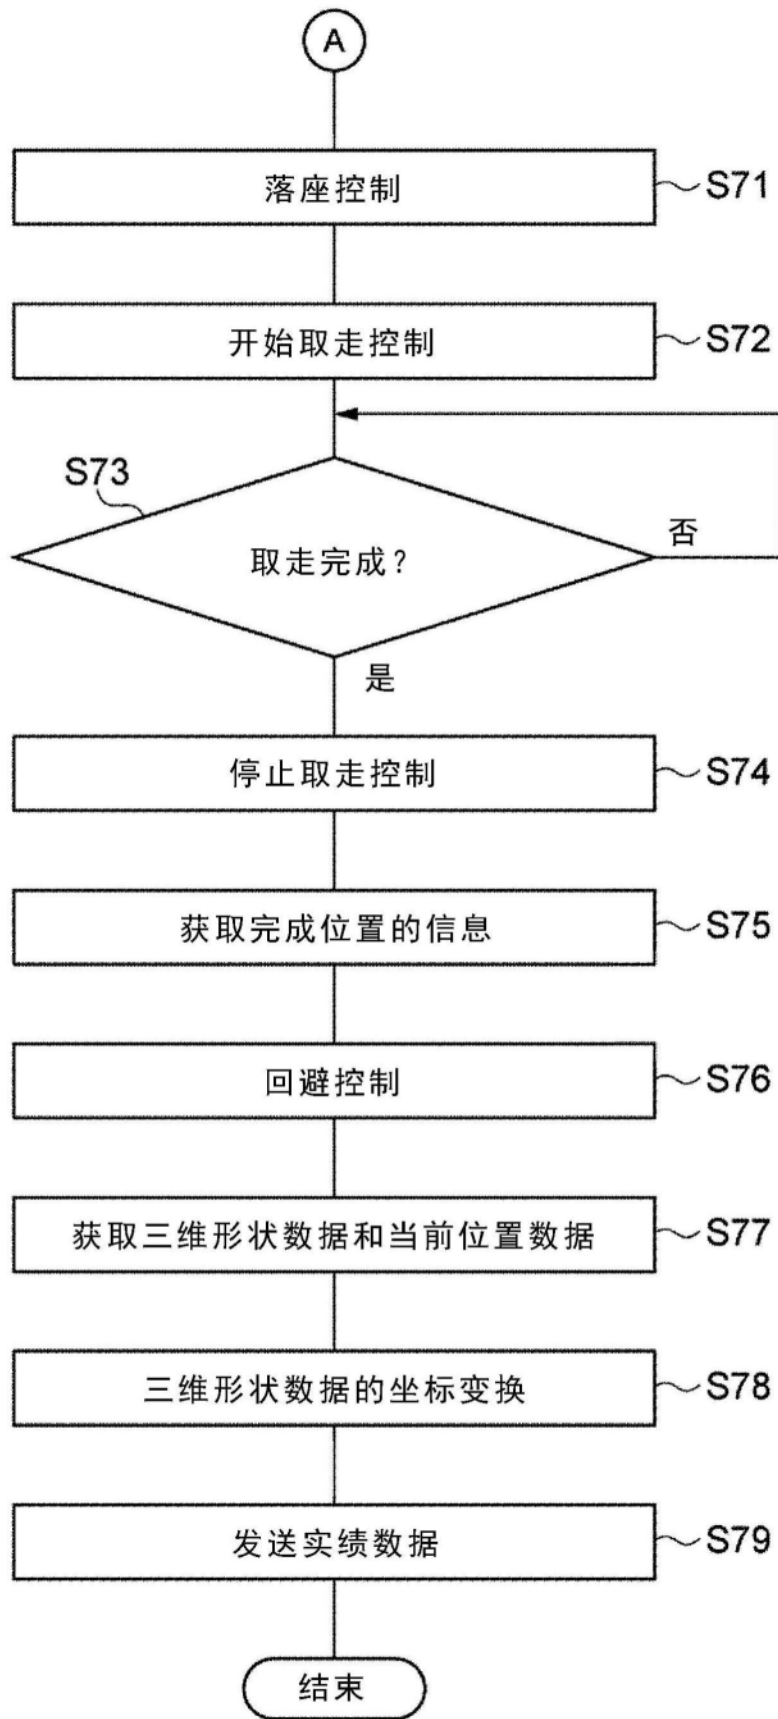 A
落座控制
S71
开始取走控制
S72
S73
取走完成?
否
是
停止取走控制
S74
获取完成位置的信息
S75
回避控制
S76
获取三维形状数据和当前位置数据
S77
三维形状数据的坐标变换
S78
发送实绩数据
S79
结束